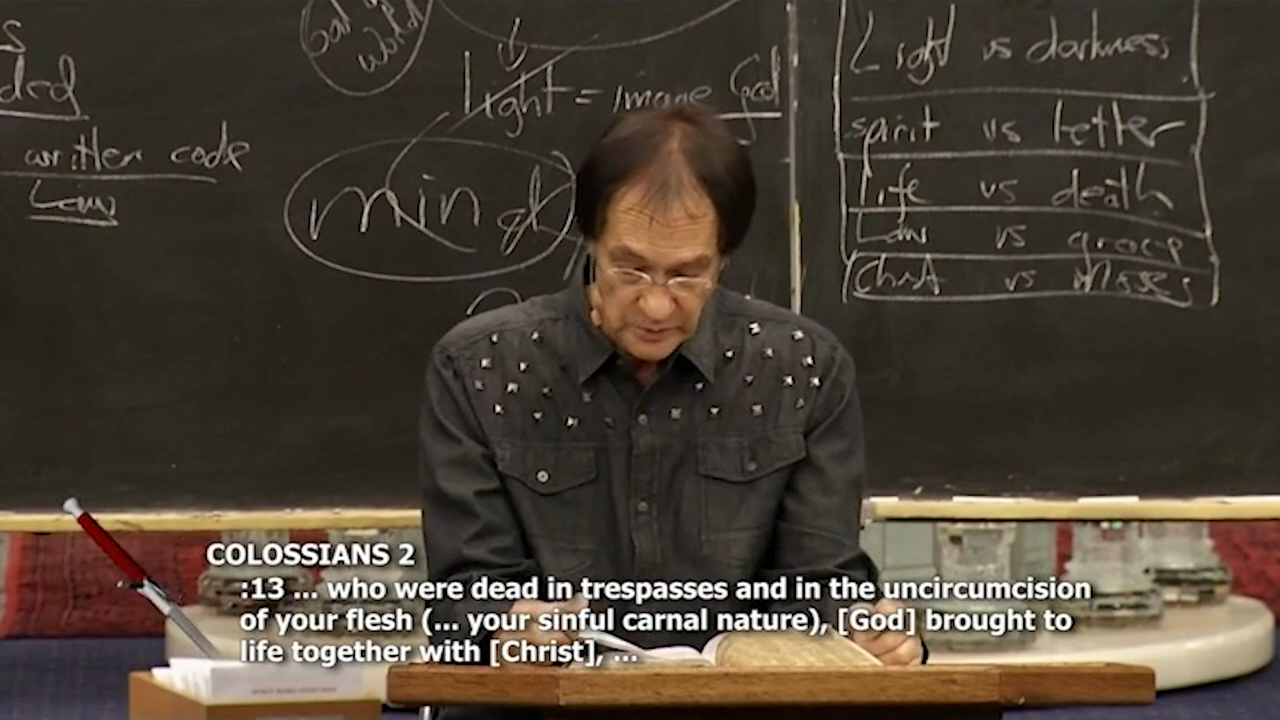 God of
world
s
ded
Light = Image God
written code
Law
mind
Light vs darkness
spirit vs letter
life vs death
Law vs grace
Christ vs Moses
COLOSSIANS 2
:13 ... who were dead in trespasses and in the uncircumcision
of your flesh (... your sinful carnal nature), [God] brought to
life together with [Christ], ...